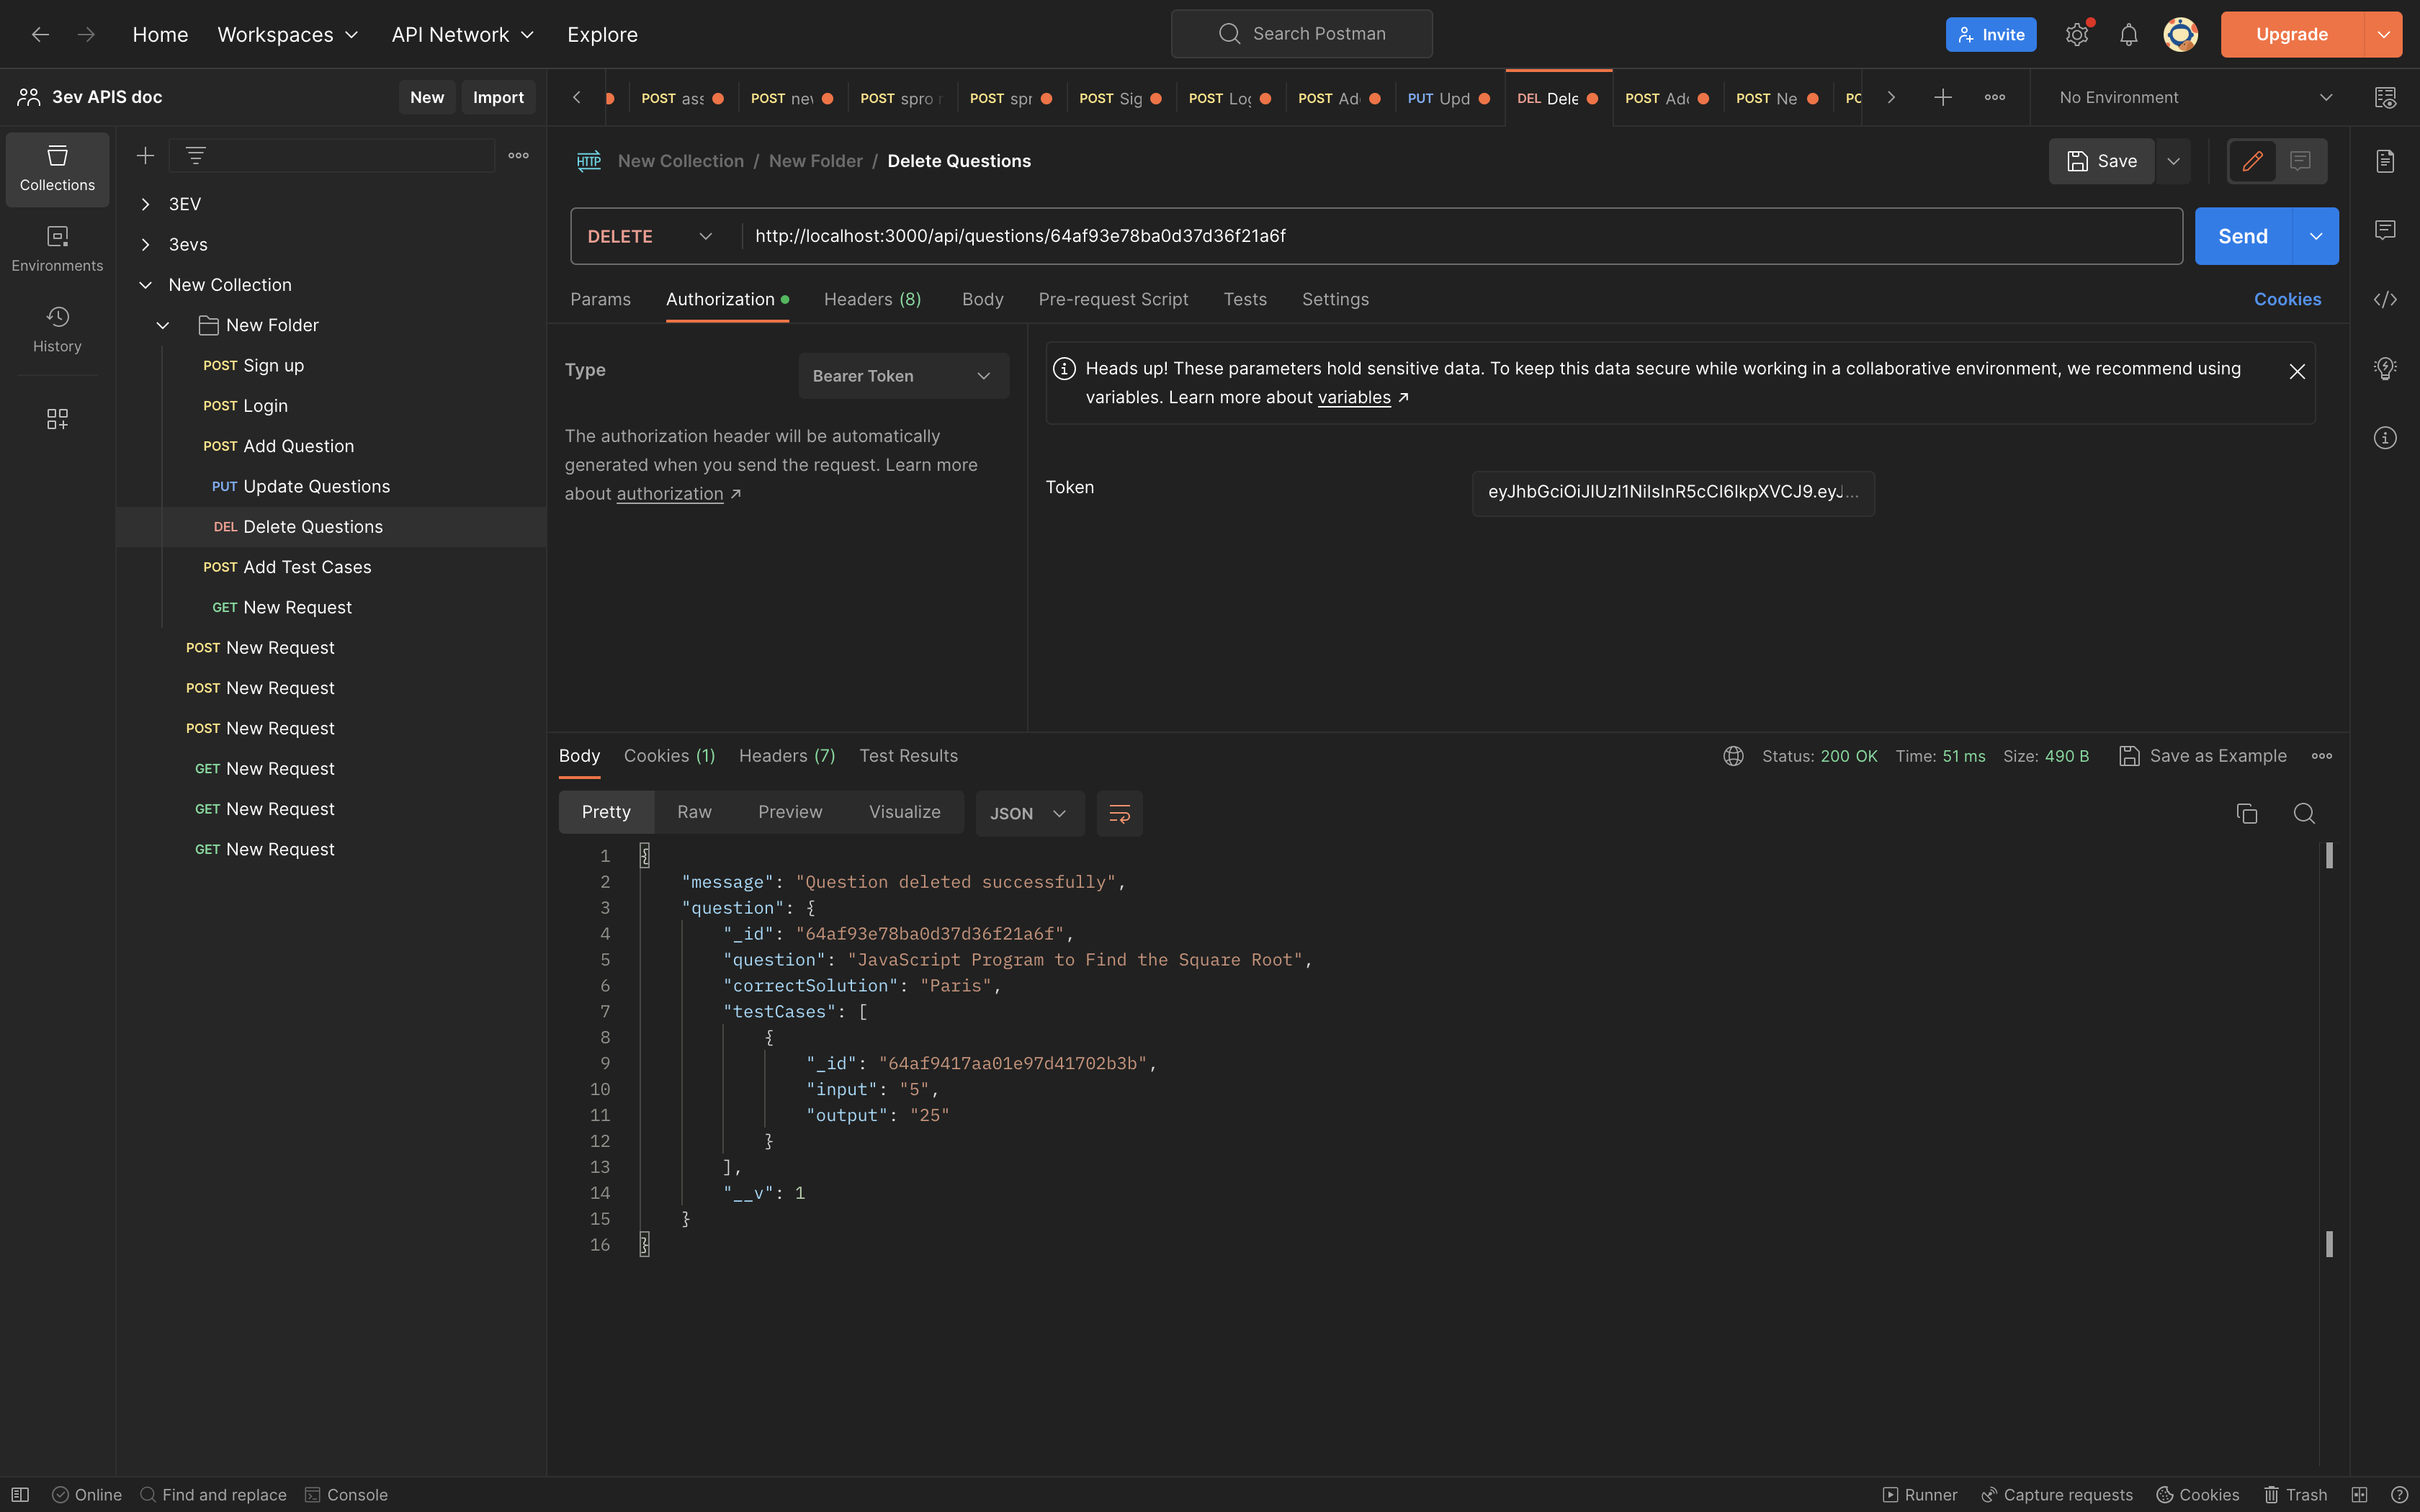 Home Workspaces API Network Explore Search Postman Invite Upgrade
3ev APIS doc New Import POST ass POST nev POST spro POST spr POST Sig POST Log POST Ad PUT Upd DEL Dele POST Add POST Ne No Environment
Collections
Environments
History
3EV
3evs
New Collection
New Folder
POST Sign up
POST Login
POST Add Question
PUT Update Questions
DEL Delete Questions
POST Add Test Cases
GET New Request
POST New Request
POST New Request
POST New Request
GET New Request
GET New Request
GET New Request
HTTP New Collection / New Folder / Delete Questions Save
DELETE http://localhost:3000/api/questions/64af93e78ba0d37d36f21a6f Send
Params Authorization Headers (8) Body Pre-request Script Tests Settings Cookies
Type Bearer Token
The authorization header will be automatically
generated when you send the request. Learn more
about authorization ↗
Heads up! These parameters hold sensitive data. To keep this data secure while working in a collaborative environment, we recommend using
variables. Learn more about variables ↗
Token eyJhbGciOiJIUzI1NiIsInR5cCI6IkpXVCJ9.eyJ...
Body Cookies (1) Headers (7) Test Results Status: 200 OK Time: 51 ms Size: 490 B Save as Example
Pretty Raw Preview Visualize JSON
1 {
2 "message": "Question deleted successfully",
3 "question": {
4 "_id": "64af93e78ba0d37d36f21a6f",
5 "question": "JavaScript Program to Find the Square Root",
6 "correctSolution": "Paris",
7 "testCases": [
8 {
9 "_id": "64af9417aa01e97d41702b3b",
10 "input": "5",
11 "output": "25"
12 }
13 ],
14 "__v": 1
15 }
16 }
Online Find and replace Console Runner Capture requests Cookies Trash